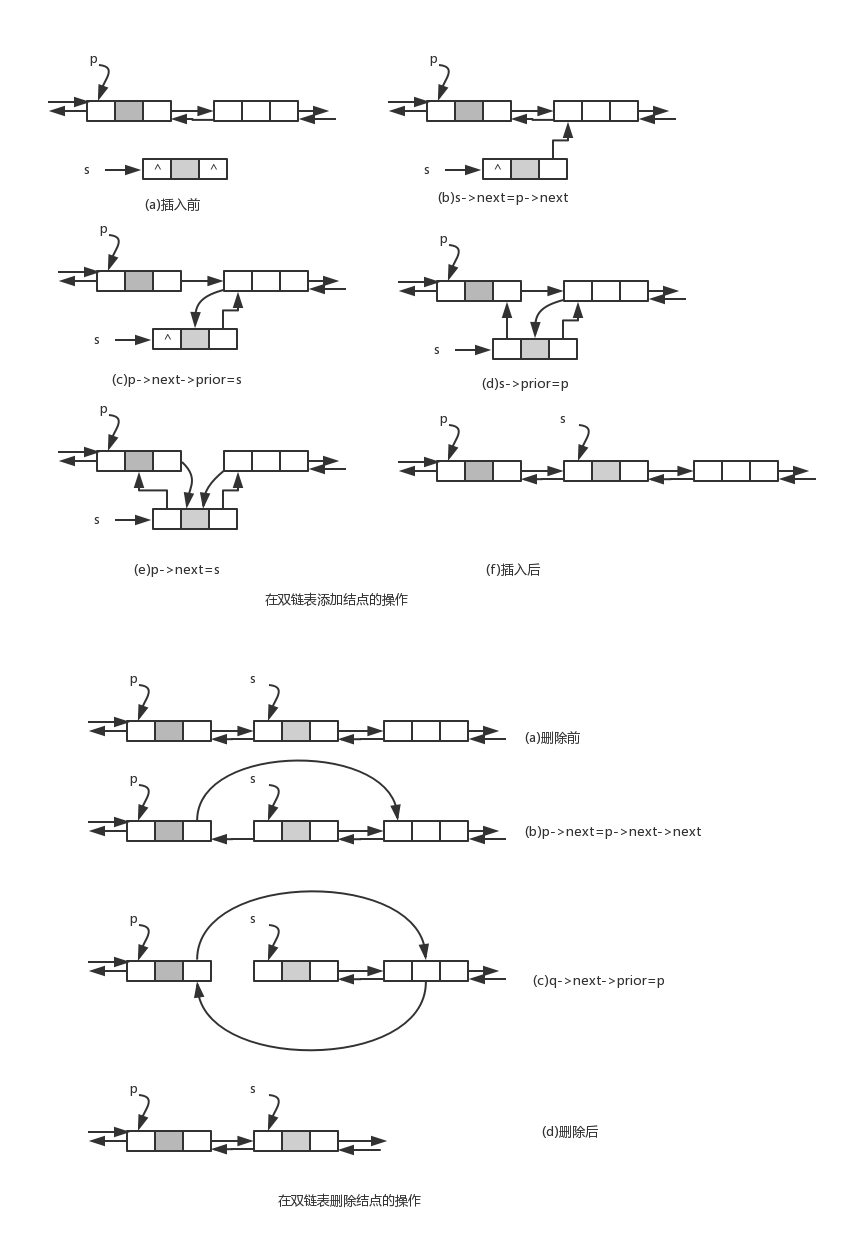 p
p
s
^
^
s
^
(a)插入前
(b)s->next=p->next
p
p
s
^
s
(c)p->next->prior=s
(d)s->prior=p
p
p
s
s
(e)p->next=s
(f)插入后
在双链表添加结点的操作
p
s
(a)删除前
p
s
(b)p->next=p->next->next
p
s
(c)q->next->prior=p
p
s
(d)删除后
在双链表删除结点的操作